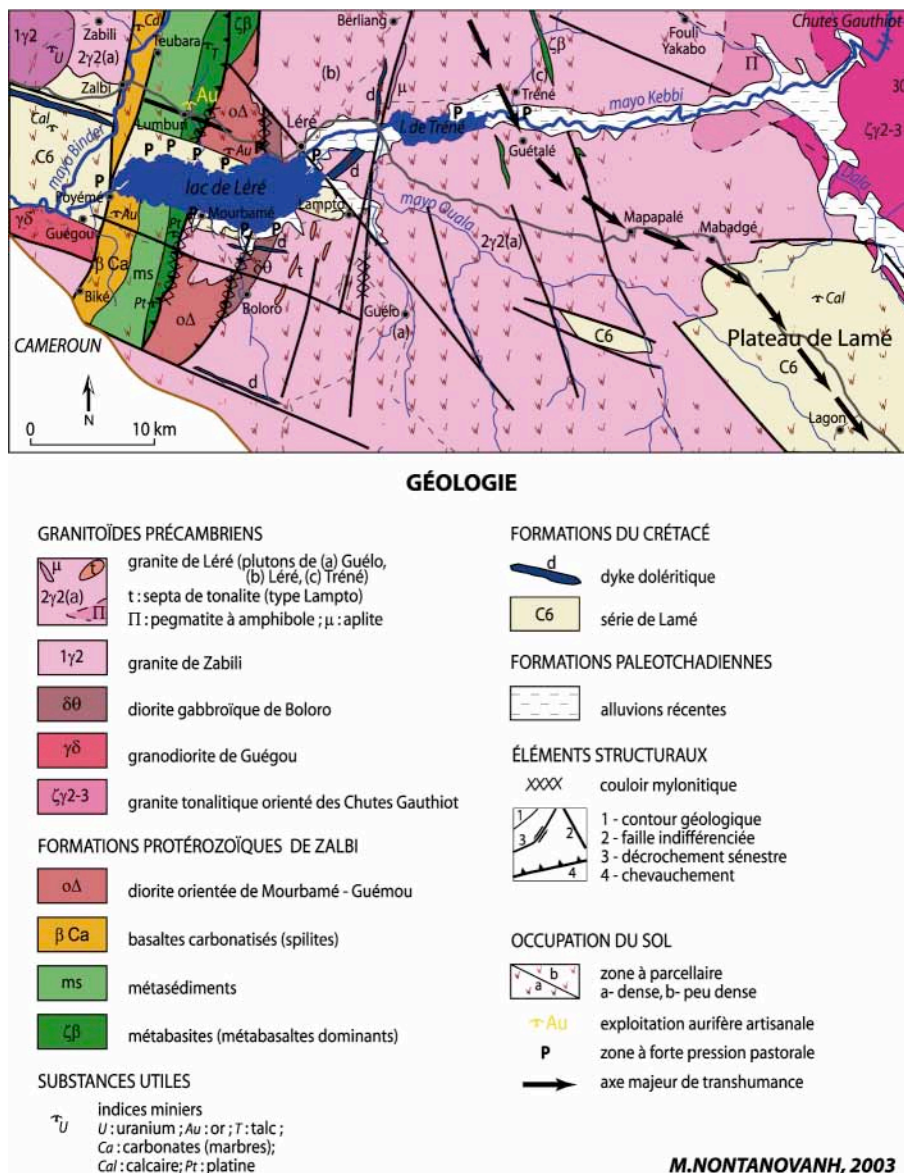 Zabili
Berliang
Fouli
Yakabo
Chutes Gauthiot
1γ2
U
2γ2(a)
Cd
Teubara
T
ζβ
(b)
ζβ
Π
Zalbi
Au
d
μ
(c)
Tréné
mayo Kebbi
30
Cal
Lumbun
oΔ
Léré
l. de Tréné
ζγ2-3
C6
mayo Binder
Au
P
Guétalé
lac de Léré
d
Dala
Foyémé
Lampto
mayo Ouala
γδ
Guégou
Au
Pt
Mourbamé
2γ2(a)
Mapapalé
Mabadgé
β Ca
ms
d
δθ
t
Biké
Pt
oΔ
Boloro
Guélo
(a)
C6
Cal
Plateau de Lamé
C6
CAMEROUN
d
Lagon
N
0 10 km
GÉOLOGIE
GRANITOÏDES PRÉCAMBRIENS
μ t 2γ2(a) Π
granite de Léré (plutons de (a) Guélo,
(b) Léré, (c) Tréné)
t : septa de tonalite (type Lampto)
Π : pegmatite à amphibole ; μ : aplite
1γ2 granite de Zabili
δθ diorite gabbroïque de Boloro
γδ granodiorite de Guégou
ζγ2-3 granite tonalitique orienté des Chutes Gauthiot
FORMATIONS PROTÉROZOÏQUES DE ZALBI
oΔ diorite orientée de Mourbamé - Guémou
β Ca basaltes carbonatisés (spilites)
ms métasédiments
ζβ métabasites (métabasaltes dominants)
SUBSTANCES UTILES
indices miniers
U U : uranium ; Au : or ; T : talc ;
Ca : carbonates (marbres);
Cal : calcaire; Pt : platine
FORMATIONS DU CRÉTACÉ
d dyke doléritique
C6 série de Lamé
FORMATIONS PALEOTCHADIENNES
alluvions récentes
ÉLÉMENTS STRUCTURAUX
couloir mylonitique
1 2 3 4
1 - contour géologique
2 - faille indifférenciée
3 - décrochement sénestre
4 - chevauchement
OCCUPATION DU SOL
a b zone à parcellaire
a- dense, b- peu dense
Au exploitation aurifère artisanale
P zone à forte pression pastorale
axe majeur de transhumance
M.NONTANOVANH, 2003